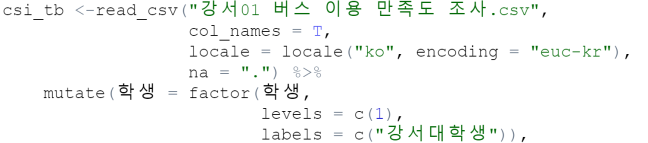 csi_tb <-read_csv("강서01 버스 이용 만족도 조사.csv",
col_names = T,
locale = locale("ko", encoding = "euc-kr"),
na = ".") %>%
mutate(학생 = factor(학생,
levels = c(1),
labels = c("강서대학생")),